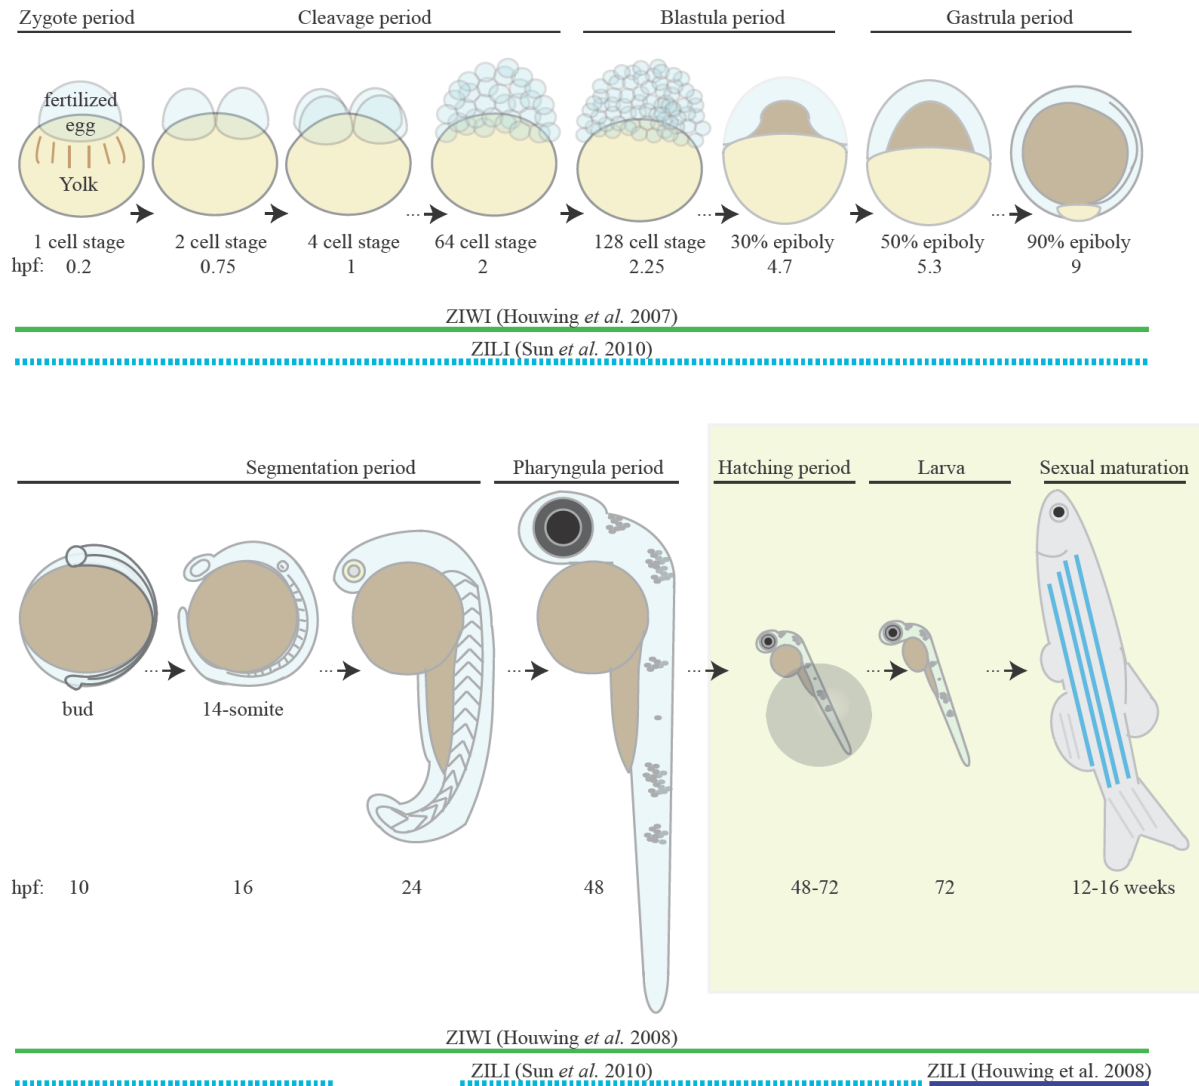 Zygote period Cleavage period Blastula period Gastrula period
fertilized
egg
Yolk
1 cell stage 2 cell stage 4 cell stage 64 cell stage 128 cell stage 30% epiboly 50% epiboly 90% epiboly
hpf: 0.2 0.75 1 2 2.25 4.7 5.3 9
ZIWI (Houwing et al. 2007)
ZILI (Sun et al. 2010)
Segmentation period Pharyngula period Hatching period Larva Sexual maturation
bud 14-somite
hpf: 10 16 24 48 48-72 72 12-16 weeks
ZIWI (Houwing et al. 2008)
ZILI (Sun et al. 2010) ZILI (Houwing et al. 2008)